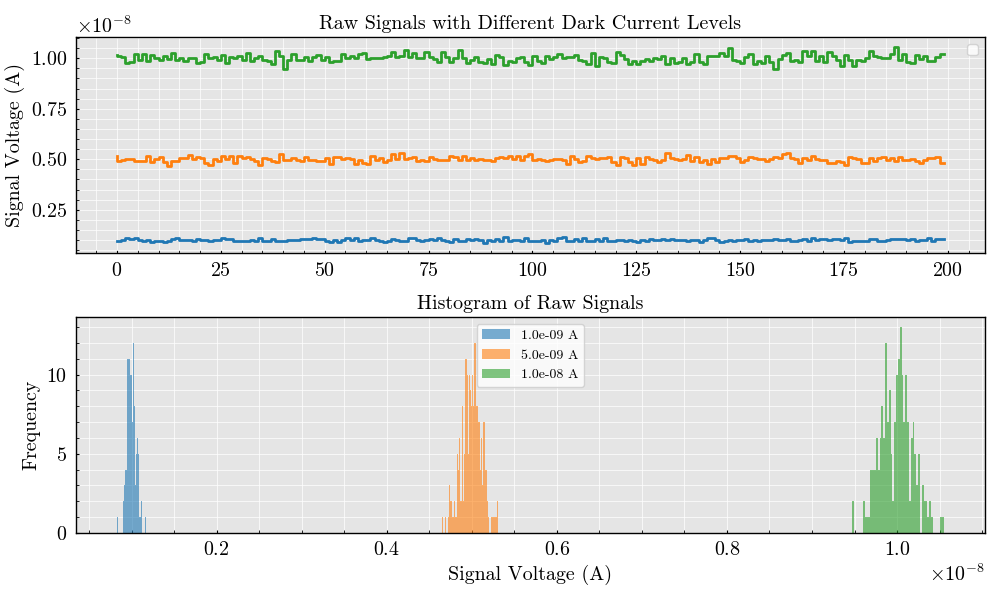 Raw Signals with Different Dark Current Levels
×10⁻⁸
Signal Voltage (A)
1.00
0.75
0.50
0.25
0 25 50 75 100 125 150 175 200
Histogram of Raw Signals
1.0e-09 A
5.0e-09 A
1.0e-08 A
Frequency
10
5
0
0.2 0.4 0.6 0.8 1.0
Signal Voltage (A)
×10⁻⁸